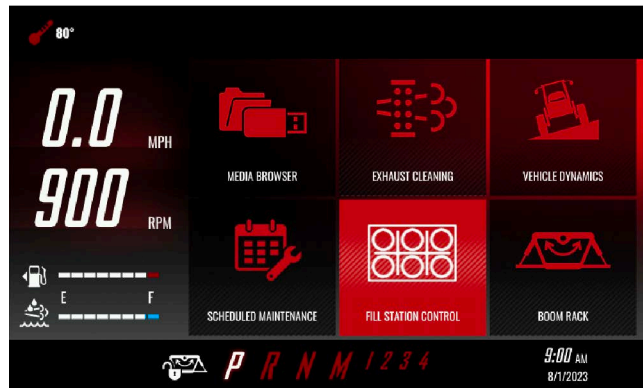 80°
0.0 MPH
900 RPM
E F
MEDIA BROWSER
EXHAUST CLEANING
VEHICLE DYNAMICS
SCHEDULED MAINTENANCE
FILL STATION CONTROL
BOOM RACK
P R N M 1 2 3 4
9:00 AM
8/1/2023